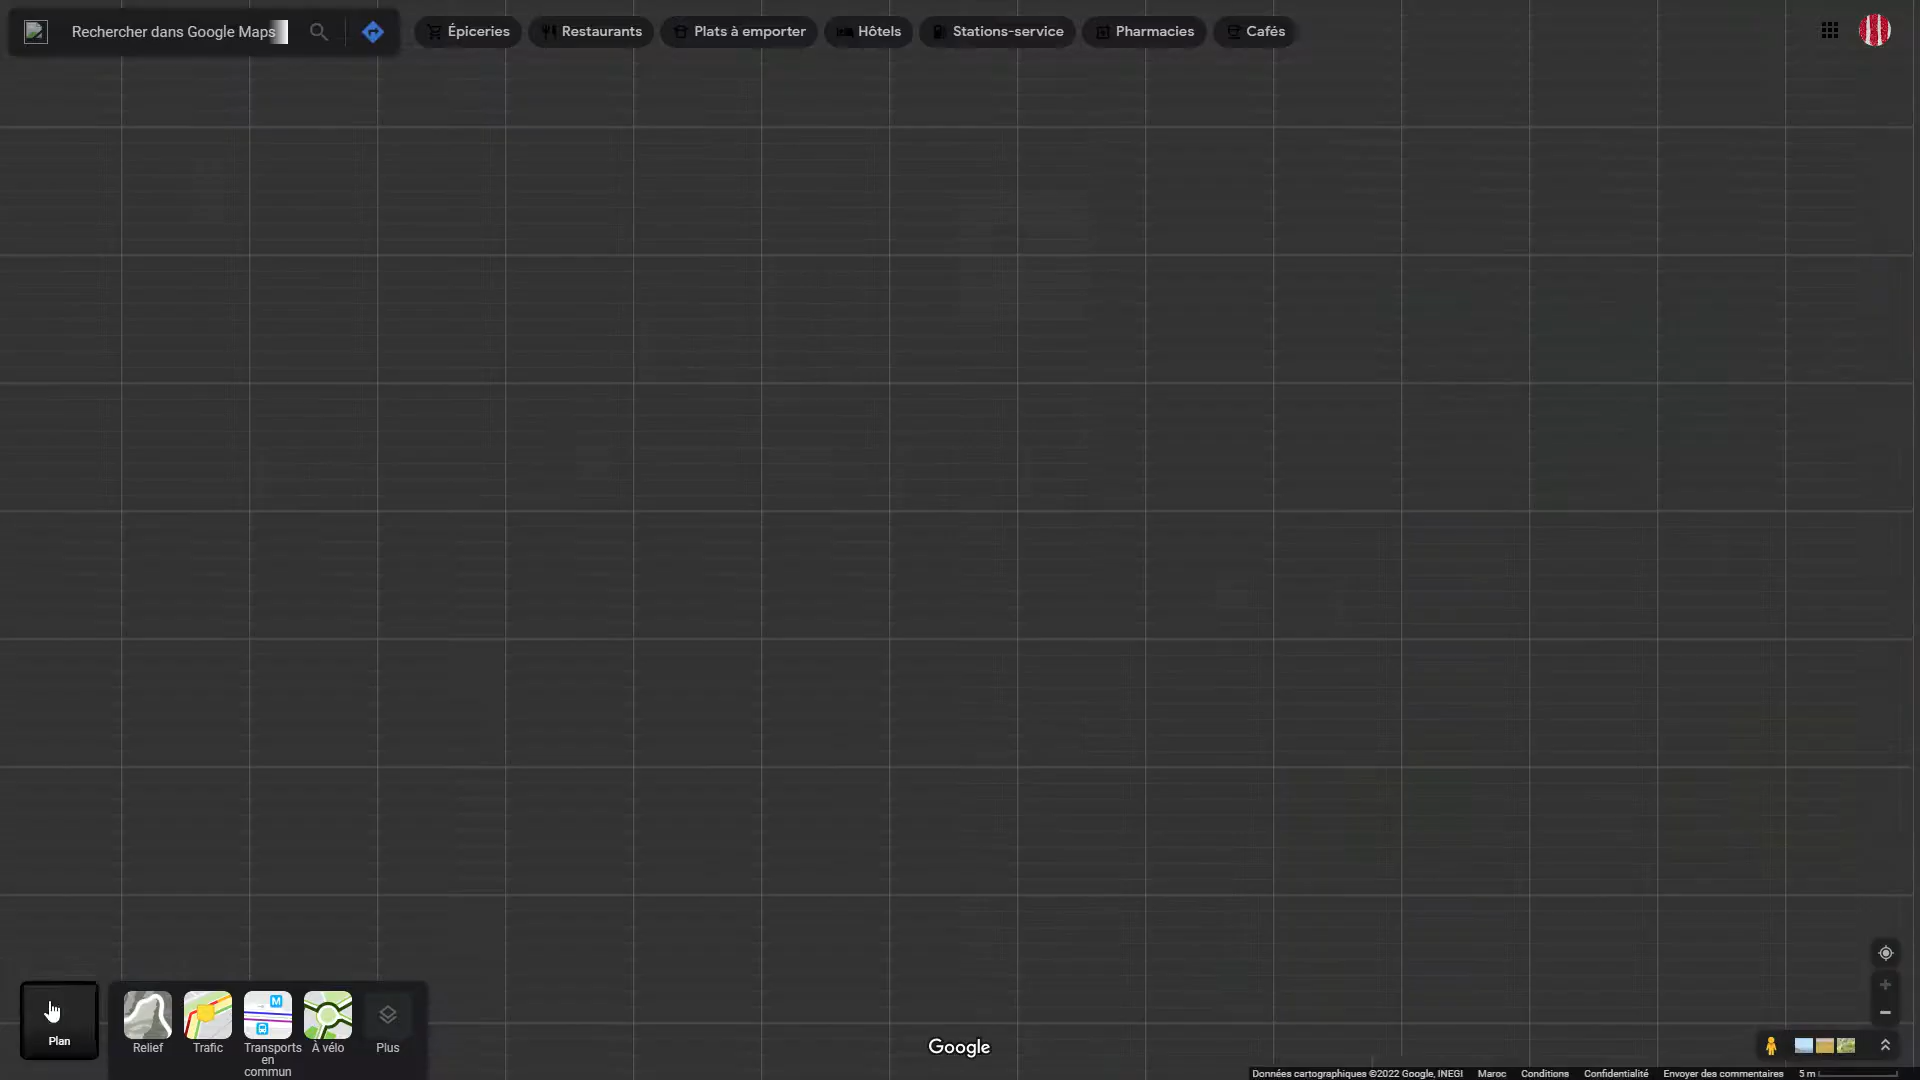 Rechercher dans Google Maps
Épiceries
Restaurants
Plats à emporter
Hôtels
Stations-service
Pharmacies
Cafés
Plan
Relief
Trafic
Transports
en
commun
À vélo
Plus
M
Google
Données cartographiques ©2022 Google, INEGI
Maroc
Conditions
Confidentialité
Envoyer des commentaires
5 m